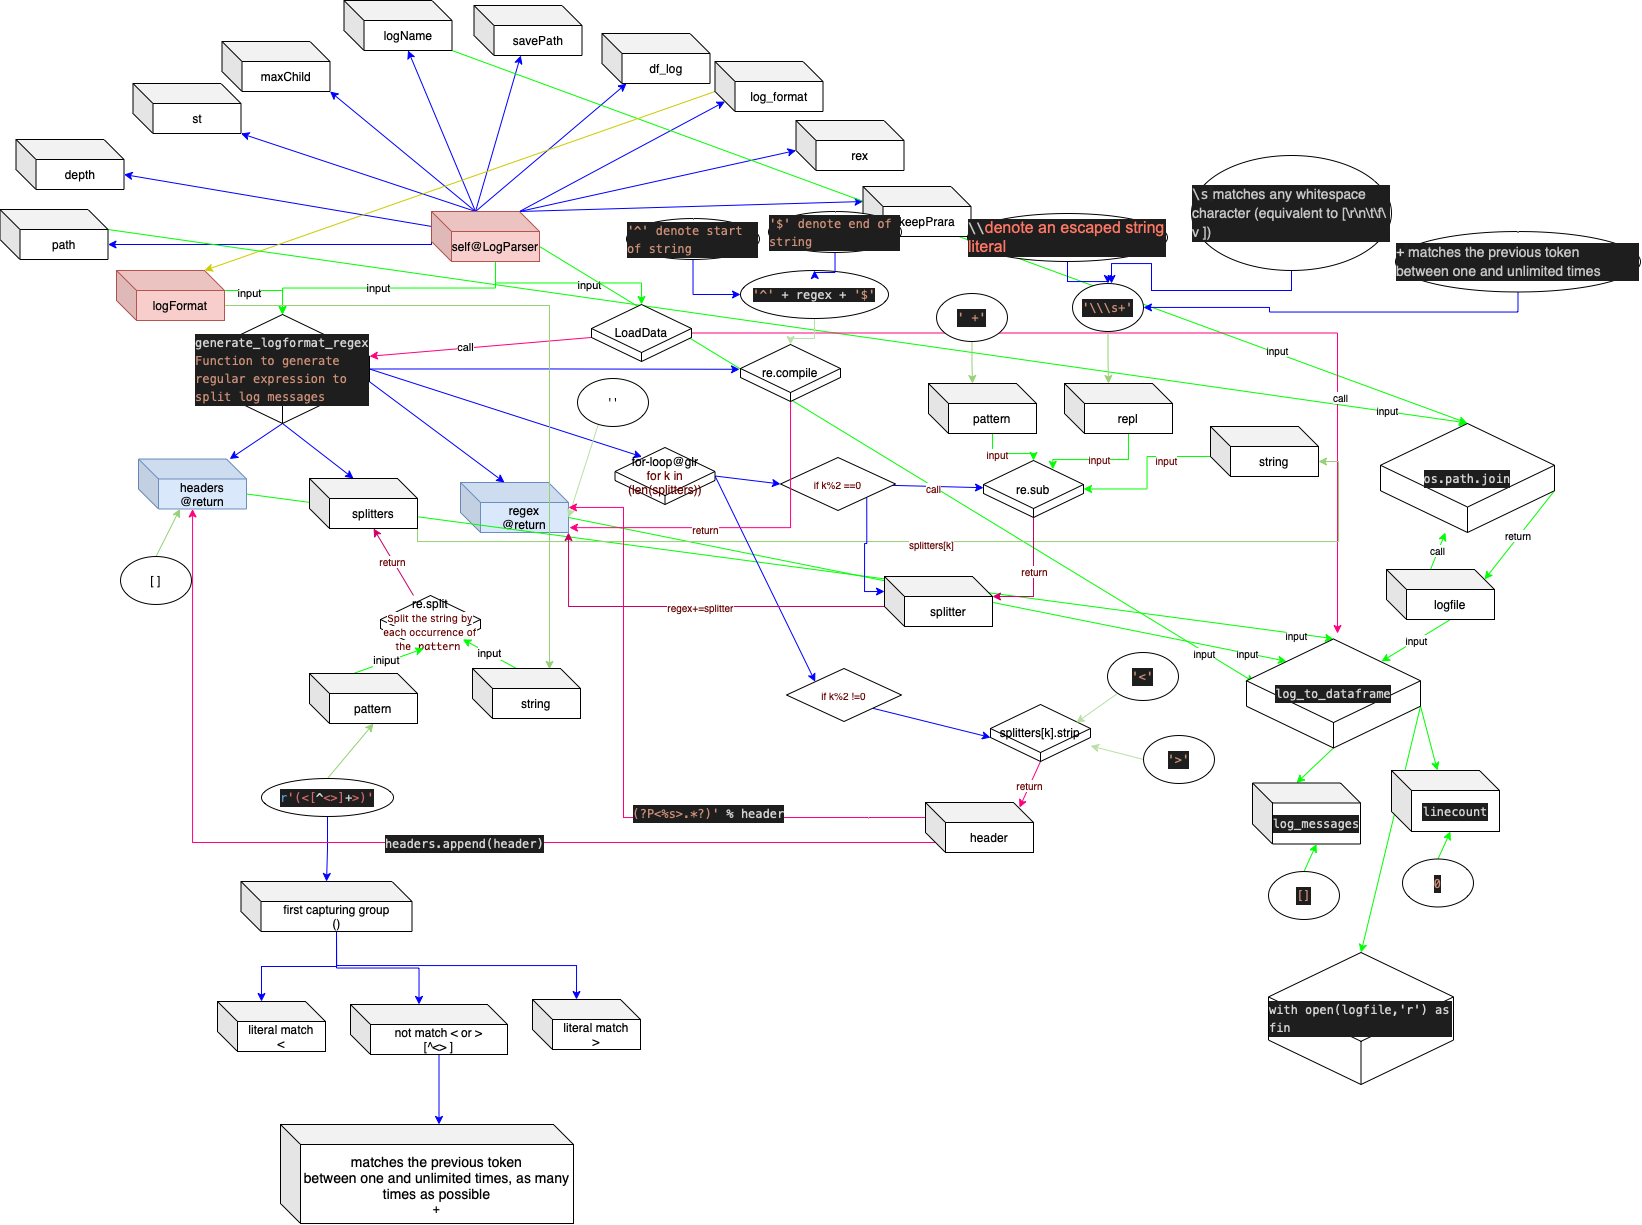 logName
savePath
df_log
maxChild
log_format
st
rex
depth
keepPrara
path
self@LogParser
'^' denote start
of string
'$' denote end of
string
\\denote an escaped string
literal
\s matches any whitespace
character (equivalent to [\r\n\t\f\
v ])
+ matches the previous token
between one and unlimited times
logFormat
input
input
input
'^' + regex + '$'
' +'
'\\\s+'
LoadData
generate_logformat_regex
Function to generate
regular expression to
split log messages
call
re.compile
input
call
input
' '
pattern
repl
string
input
input
input
for-loop@glr
for k in
(len(splitters))
if k%2 ==0
call
re.sub
os.path.join
headers
@return
splitters
regex
@return
return
splitters[k]
return
call
return
[ ]
return
re.split
Split the string by
each occurrence of
the pattern
regex+=splitter
splitter
logfile
iniput
input
input
input
input
input
pattern
string
if k%2 !=0
splitters[k].strip
'<'
'>'
log_to_dataframe
r'(<[^<>]+>)'
return
(?P<%s>.*?)' % header
header
headers.append(header)
log_messages
linecount
[]
0
first capturing group
()
literal match
<
not match < or >
[^<> ]
literal match
>
with open(logfile,'r') as
fin
matches the previous token
between one and unlimited times, as many
times as possible
+